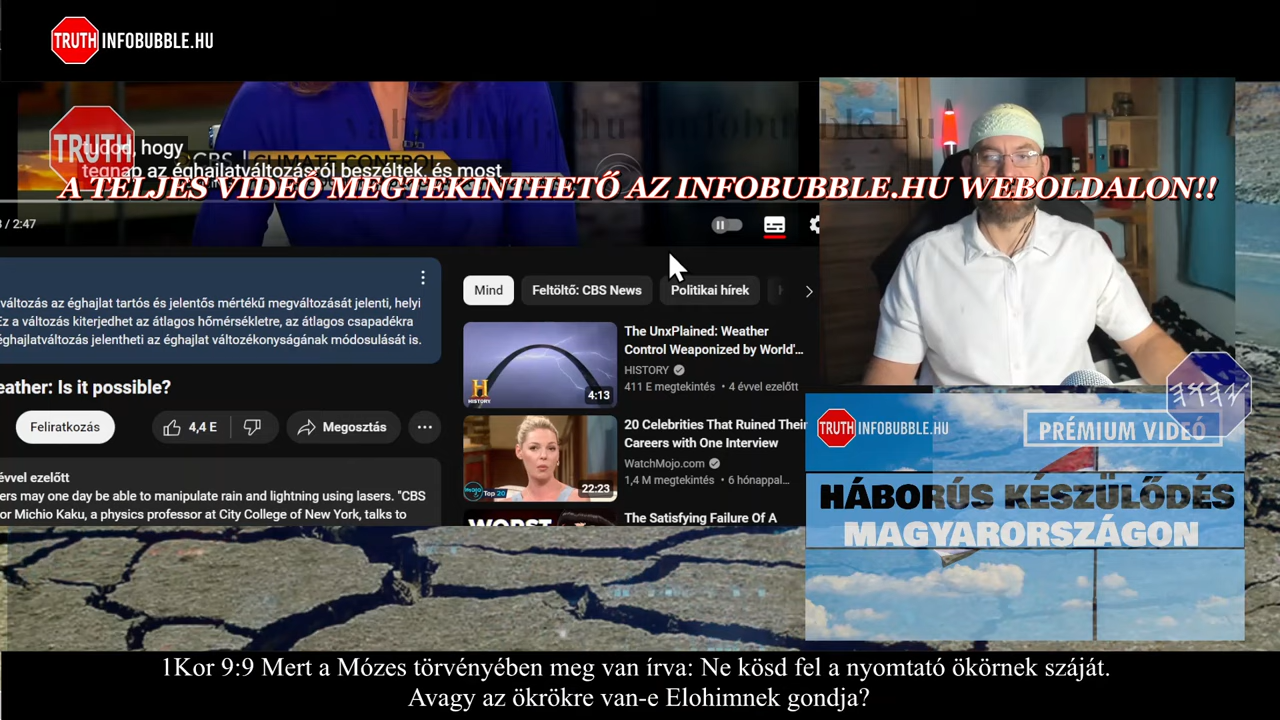 TRUTH INFOBUBBLE.HU
TRUTH
hogy
CBS | CLIMATE CONTROL
tegnap az éghajlatváltozásról beszéltek, és most
A TELJES VIDEÓ MEGTEKINTHETŐ AZ INFOBUBBLE.HU WEBOLDALON!!
/ 2:47
változás az éghajlat tartós és jelentős mértékű megváltozását jelenti, helyi
Ez a változás kiterjedhet az átlagos hőmérsékletre, az átlagos csapadékra
éghajlatváltozás jelentheti az éghajlat változékonyságának módosulását is.
eather: Is it possible?
Feliratkozás
4,4 E
Megosztás
évvel ezelőtt
ers may one day be able to manipulate rain and lightning using lasers. "CBS
or Michio Kaku, a physics professor at City College of New York, talks to
Mind
Feltöltő: CBS News
Politikai hírek
HISTORY
4:13
The UnxPlained: Weather
Control Weaponized by World'...
HISTORY
411 E megtekintés • 4 évvel ezelőtt
Top 20
22:23
20 Celebrities That Ruined Their
Careers with One Interview
WatchMojo.com
1,4 M megtekintés • 6 hónappal...
WORST
The Satisfying Failure Of A
𐤉𐤄𐤅𐤄
TRUTH INFOBUBBLE.HU
PRÉMIUM VIDEÓ
HÁBORÚS KÉSZÜLŐDÉS
MAGYARORSZÁGON
1Kor 9:9 Mert a Mózes törvényében meg van írva: Ne kösd fel a nyomtató ökörnek száját.
Avagy az ökrökre van-e Elohimnek gondja?